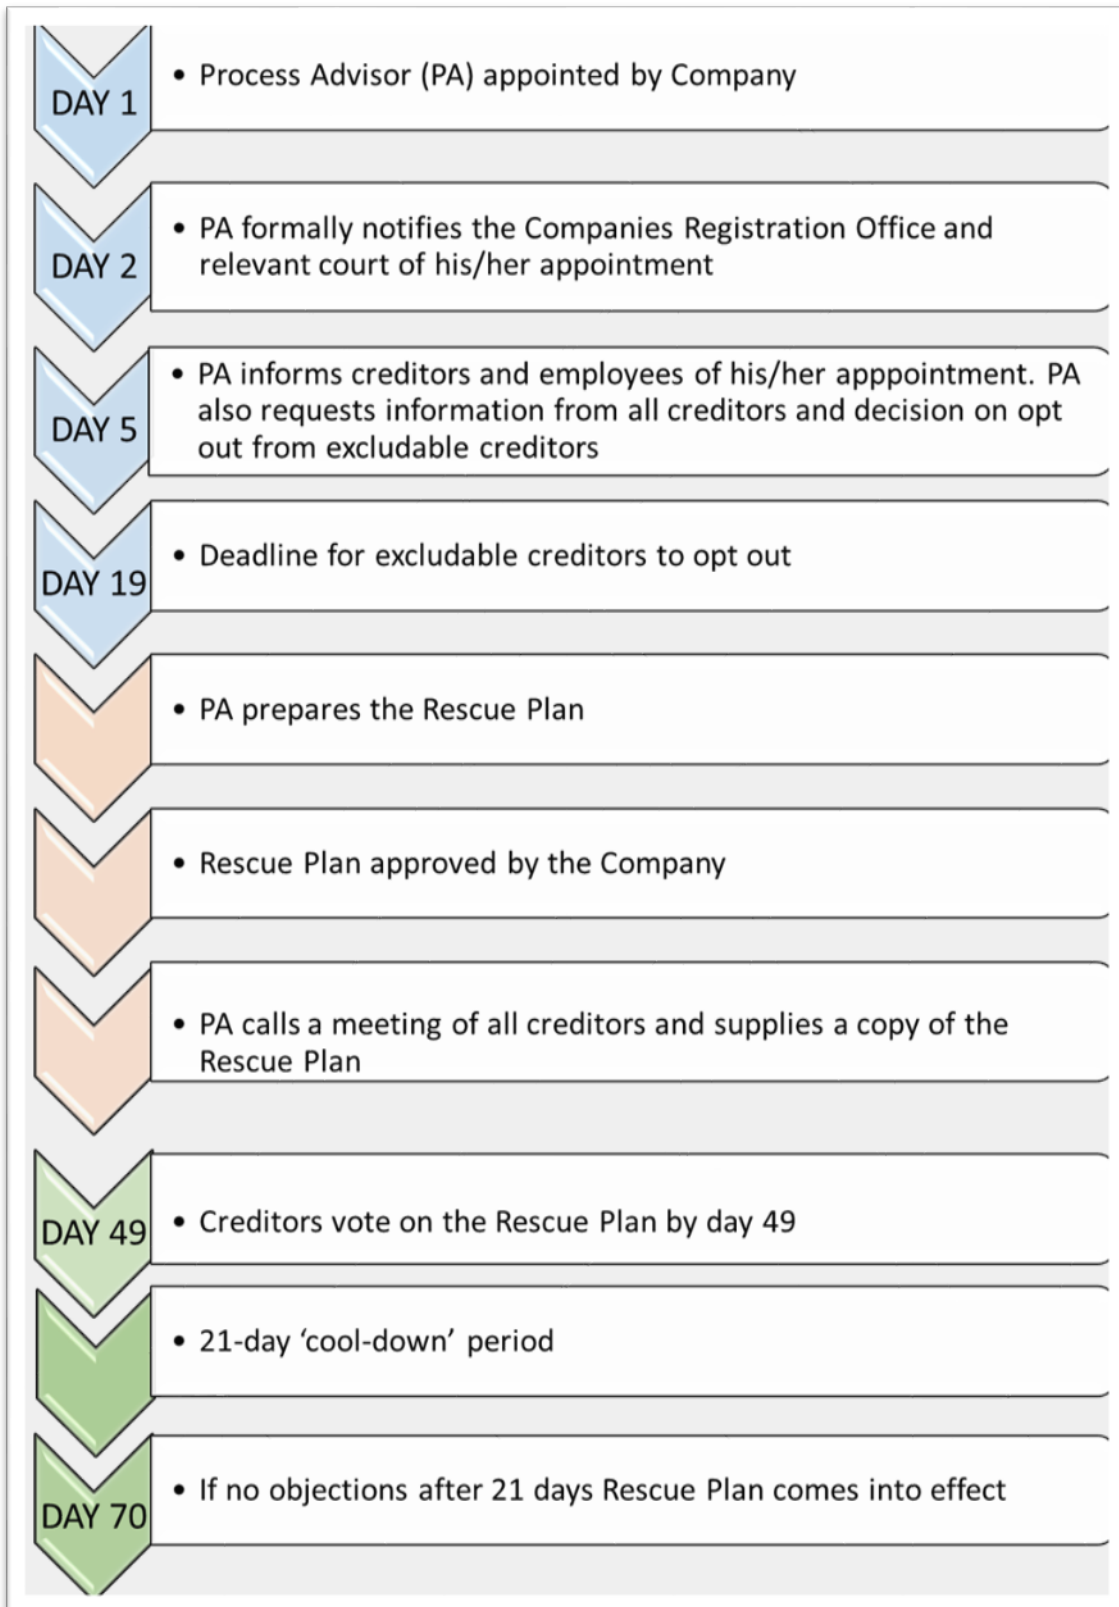 DAY 1
• Process Advisor (PA) appointed by Company
DAY 2
• PA formally notifies the Companies Registration Office and
relevant court of his/her appointment
DAY 5
• PA informs creditors and employees of his/her apppointment. PA
also requests information from all creditors and decision on opt
out from excludable creditors
DAY 19
• Deadline for excludable creditors to opt out
• PA prepares the Rescue Plan
• Rescue Plan approved by the Company
• PA calls a meeting of all creditors and supplies a copy of the
Rescue Plan
DAY 49
• Creditors vote on the Rescue Plan by day 49
• 21-day ‘cool-down’ period
DAY 70
• If no objections after 21 days Rescue Plan comes into effect